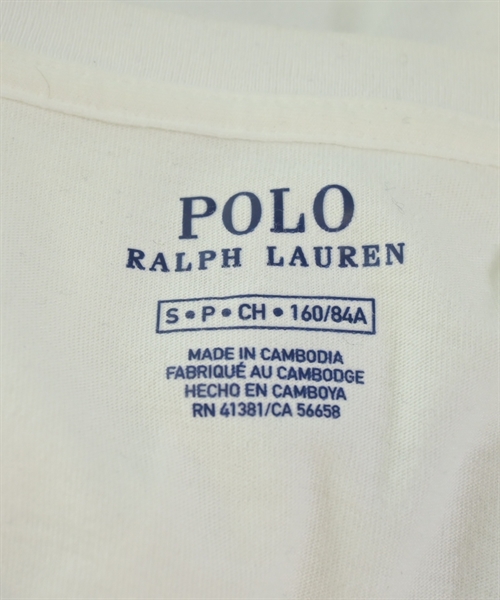 POLO
RALPH LAUREN
S • P • CH • 160/84A
MADE IN CAMBODIA
FABRIQUÉ AU CAMBODGE
HECHO EN CAMBOYA
RN 41381/CA 56658